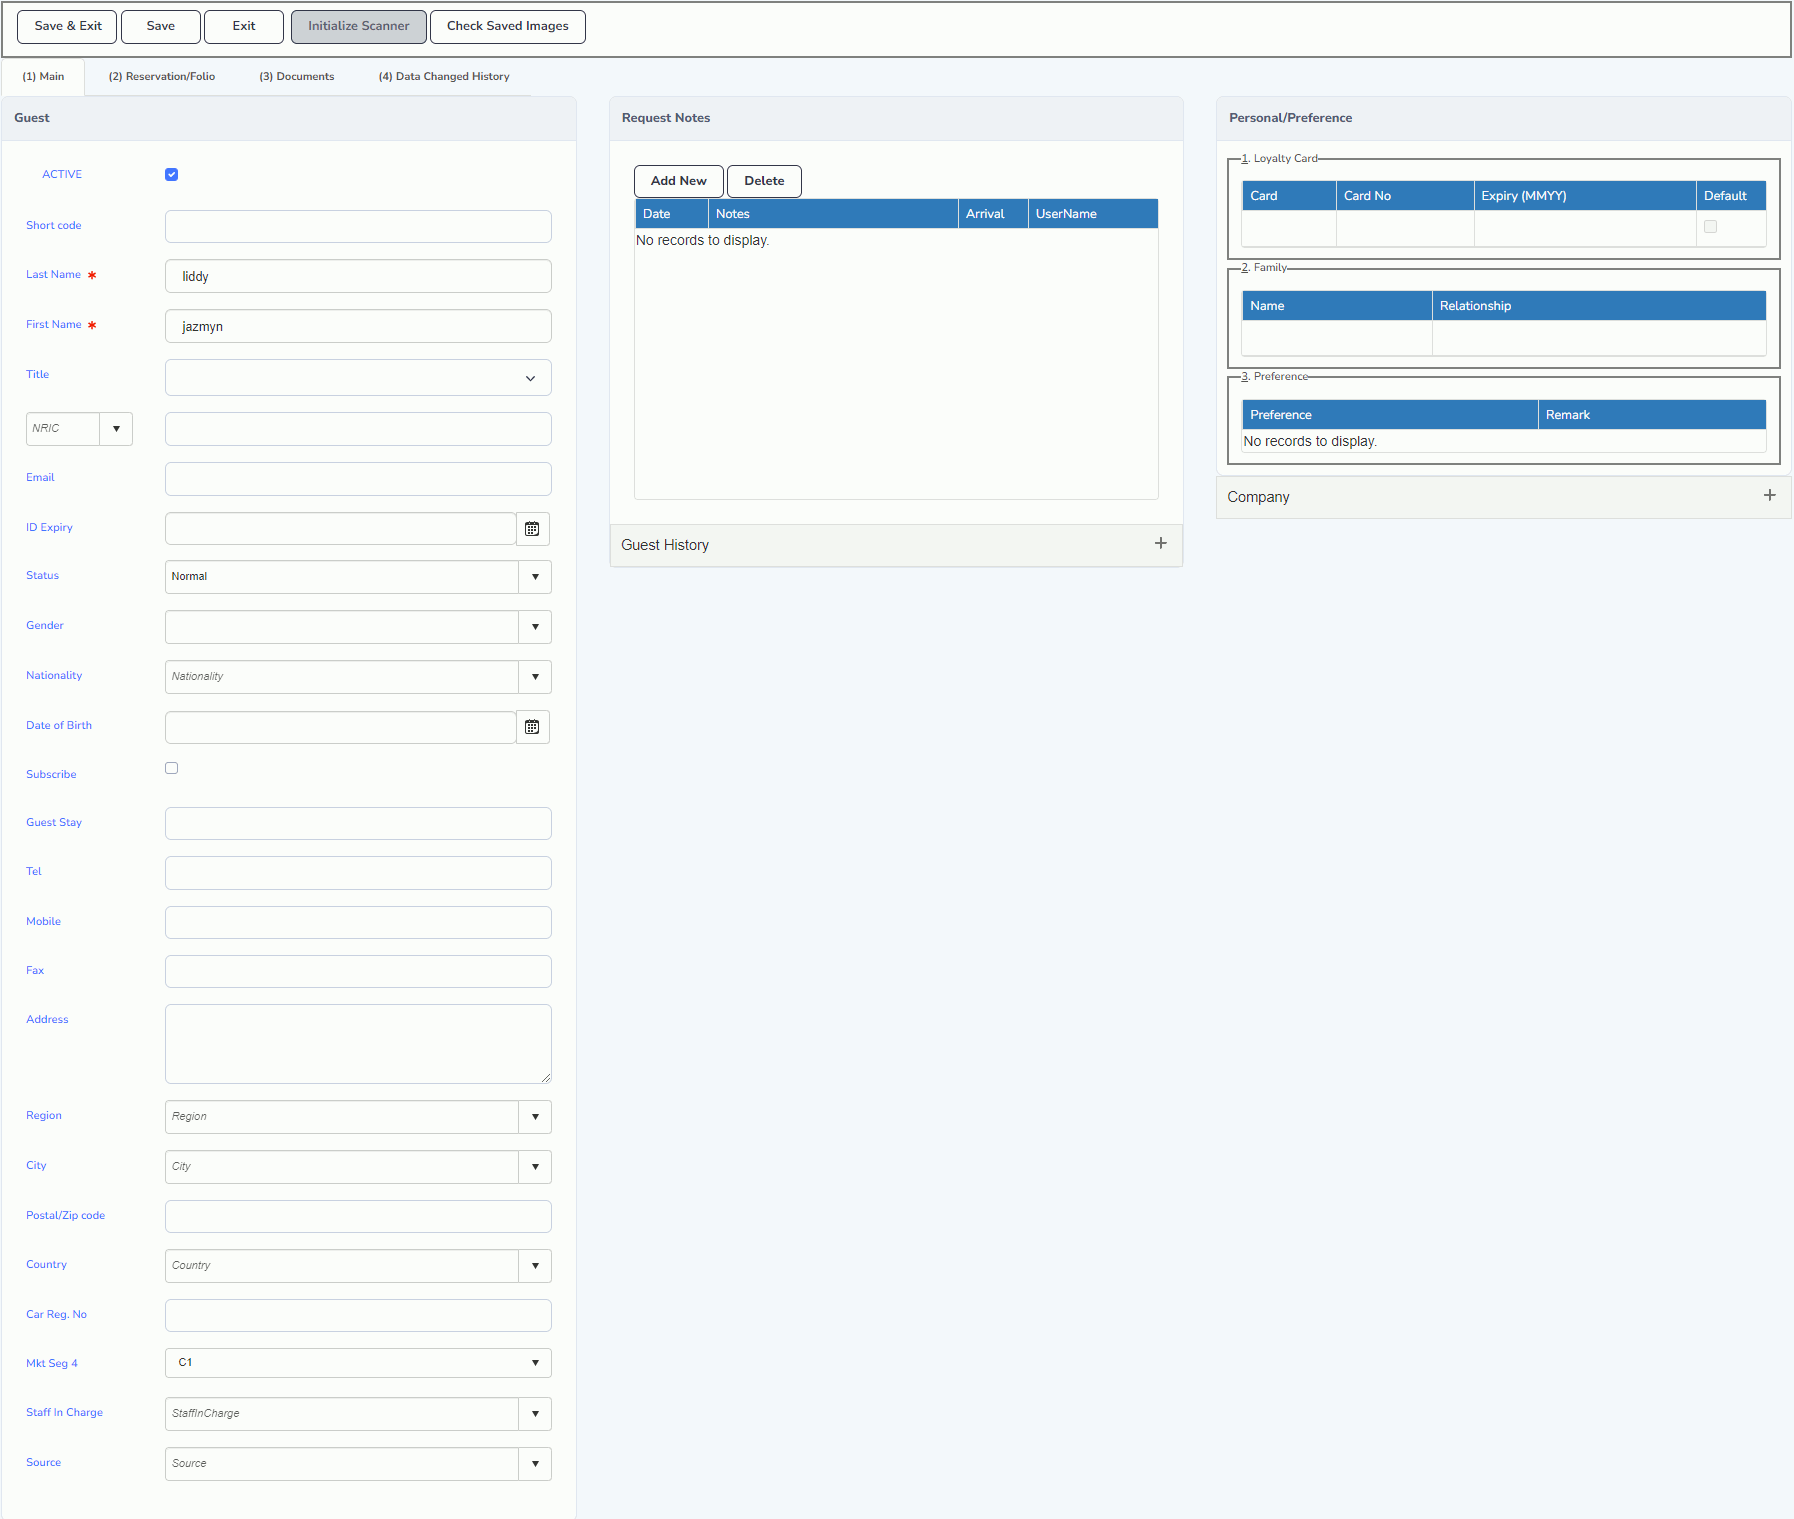 Save & Exit Save Exit Initialize Scanner Check Saved Images
(1) Main (2) Reservation/Folio (3) Documents (4) Data Changed History
Guest
ACTIVE
Short code
Last Name * liddy
First Name * jazmyn
Title
NRIC
Email
ID Expiry
Status Normal
Gender
Nationality Nationality
Date of Birth
Subscribe
Guest Stay
Tel
Mobile
Fax
Address
Region Region
City City
Postal/Zip code
Country Country
Car Reg. No
Mkt Seg 4 C1
Staff In Charge StaffInCharge
Source Source
Request Notes
Add New Delete
Date Notes Arrival UserName
No records to display.
Guest History +
Personal/Preference
1. Loyalty Card
Card Card No Expiry (MMYY) Default
2. Family
Name Relationship
3. Preference
Preference Remark
No records to display.
Company +